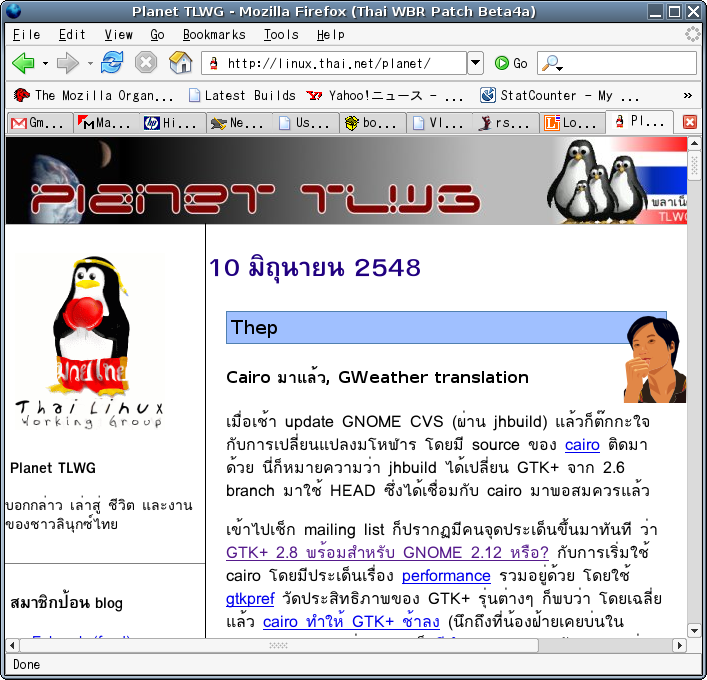 Planet TLWG - Mozilla Firefox (Thai WBR Patch Beta4a)
File Edit View Go Bookmarks Tools Help
http://linux.thai.net/planet/ Go
The Mozilla Organ... Latest Builds Yahoo!ニュース - ... StatCounter - My ... »
Gm... Ma... Hi... Ne... Us... bo... VI... rs... Lo... Pl...
PLANET TLWG
พลาเน็
TLWG
Thai Linux
Working Group
Planet TLWG
บอกกล่าว เล่าสู่ ชีวิต และงาน
ของชาวลินุกซ์ไทย
สมาชิกป้อน blog
10 มิถุนายน 2548
Thep
Cairo มาแล้ว, GWeather translation
เมื่อเช้า update GNOME CVS (ผ่าน jhbuild) แล้วก็ตุ๊กกะใจ
กับการเปลี่ยนแปลงมโหฬาร โดยมี source ของ cairo ติดมา
ด้วย นี่ก็หมายความว่า jhbuild ได้เปลี่ยน GTK+ จาก 2.6
branch มาใช้ HEAD ซึ่งได้เชื่อมกับ cairo มาพอสมควรแล้ว
เข้าไปเช็ก mailing list ก็ปรากฏมีคนจุดประเด็นขึ้นมาทันที ว่า
GTK+ 2.8 พร้อมสำหรับ GNOME 2.12 หรือ? กับการเริ่มใช้
cairo โดยมีประเด็นเรื่อง performance รวมอยู่ด้วย โดยใช้
gtkpref วัดประสิทธิภาพของ GTK+ รุ่นต่างๆ ก็พบว่า โดยเฉลี่ย
แล้ว cairo ทำให้ GTK+ ช้าลง (นึกถึงที่น้องฝ้ายเคยบ่นใน
Done